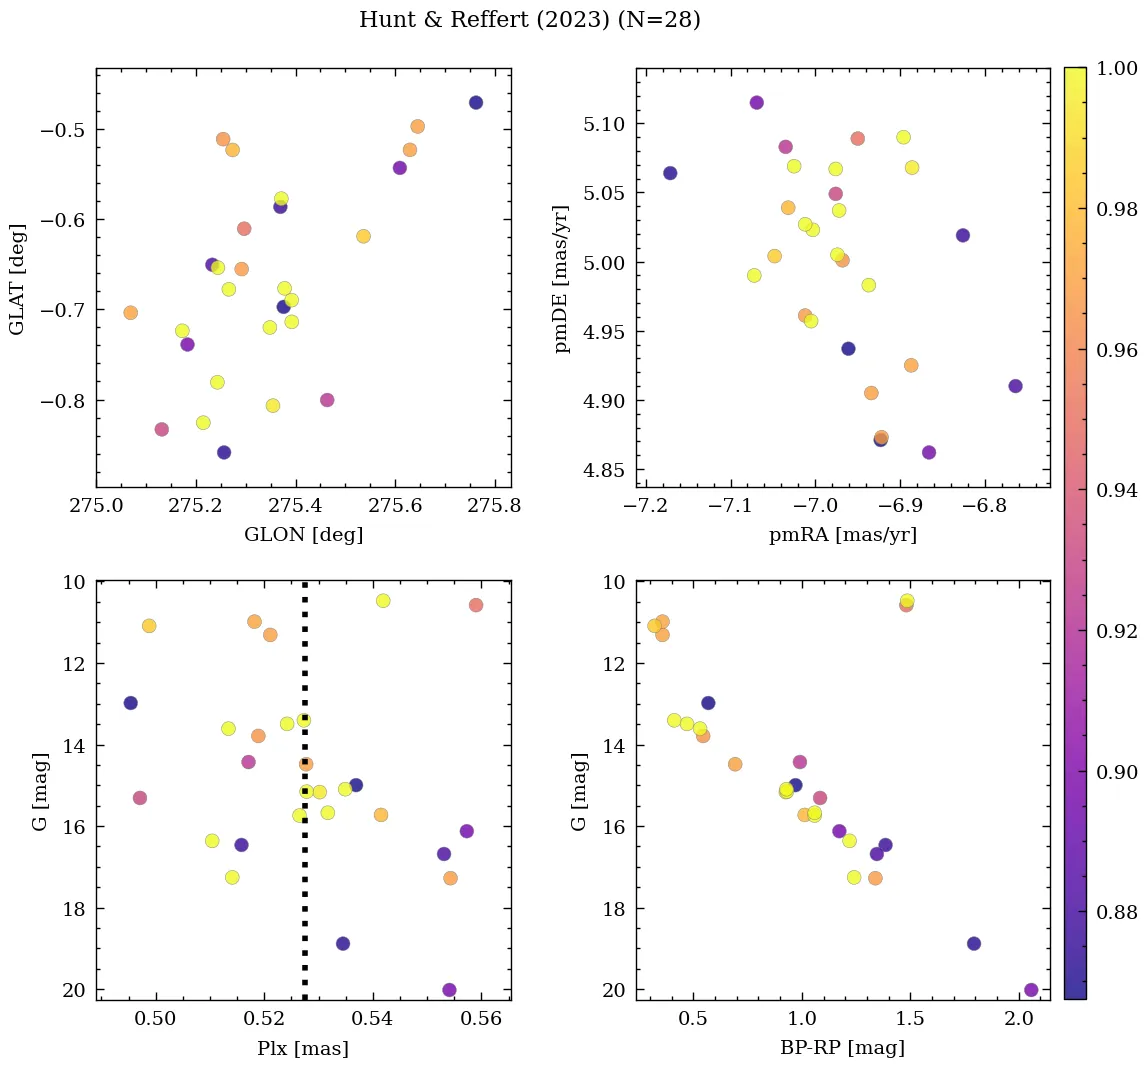 Hunt & Reffert (2023) (N=28)
−0.5
−0.6
−0.7
−0.8
GLAT [deg]
275.0 275.2 275.4 275.6 275.8
GLON [deg]
5.10
5.05
5.00
4.95
4.90
4.85
pmDE [mas/yr]
−7.2 −7.1 −7.0 −6.9 −6.8
pmRA [mas/yr]
10
12
14
16
18
20
G [mag]
0.50 0.52 0.54 0.56
Plx [mas]
10
12
14
16
18
20
G [mag]
0.5 1.0 1.5 2.0
BP-RP [mag]
1.00
0.98
0.96
0.94
0.92
0.90
0.88